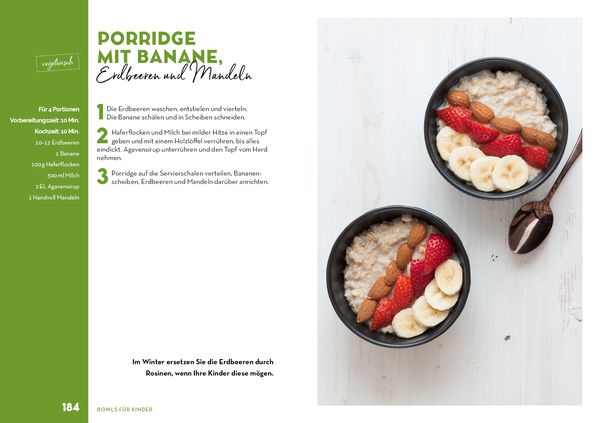 PORRIDGE
MIT BANANE,
Erdbeeren und Mandeln
vegetarisch
Für 4 Portionen
Vorbereitungszeit: 10 Min.
Kochzeit: 10 Min.
10–12 Erdbeeren
1 Banane
100 g Haferflocken
500 ml Milch
2 EL Agavensirup
1 Handvoll Mandeln
1 Die Erdbeeren waschen, entstielen und vierteln.
Die Banane schälen und in Scheiben schneiden.
2 Haferflocken und Milch bei milder Hitze in einen Topf
geben und mit einem Holzlöffel verrühren, bis alles
eindickt. Agavensirup unterrühren und den Topf vom Herd
nehmen.
3 Porridge auf die Servierschalen verteilen, Bananen-
scheiben, Erdbeeren und Mandeln darüber anrichten.
Im Winter ersetzen Sie die Erdbeeren durch
Rosinen, wenn Ihre Kinder diese mögen.
184
BOWLS FÜR KINDER